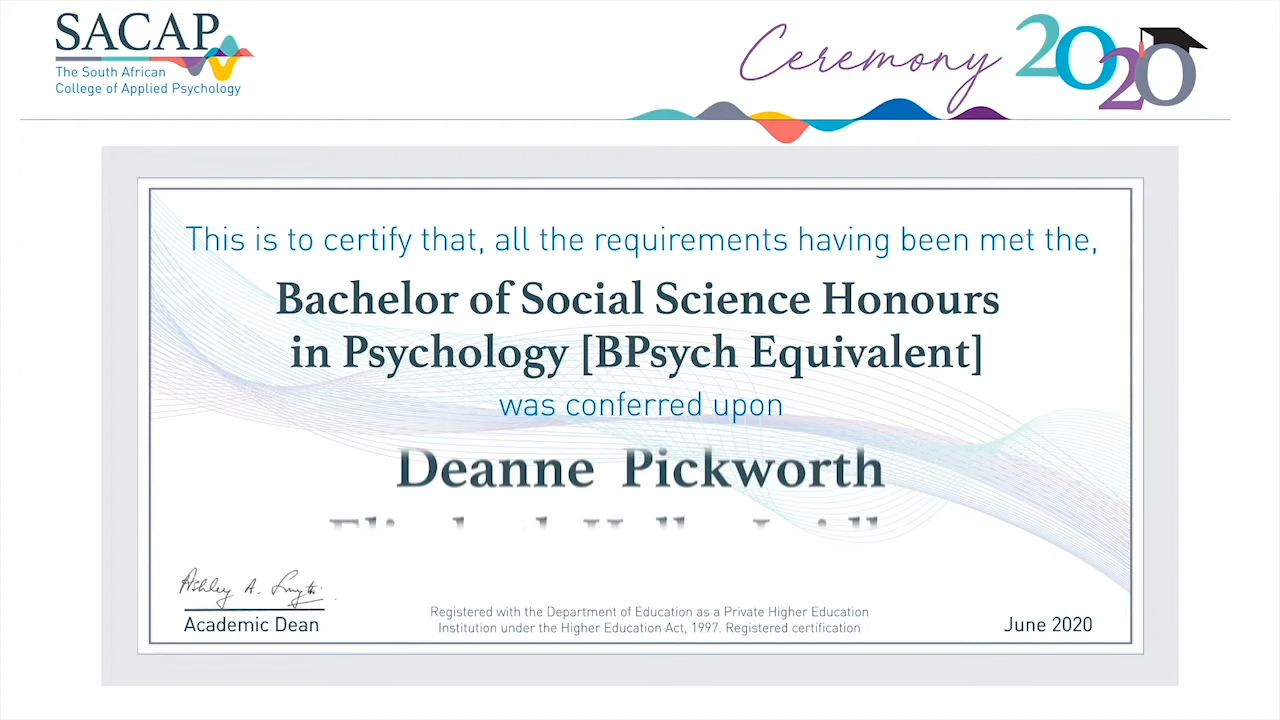 SACAP
The South African
College of Applied Psychology
Ceremony 2020
This is to certify that, all the requirements having been met the,
Bachelor of Social Science Honours
in Psychology [BPsych Equivalent]
was conferred upon
Deanne Pickworth
Ashley A. Smyth
Academic Dean
Registered with the Department of Education as a Private Higher Education
Institution under the Higher Education Act, 1997. Registered certification
June 2020